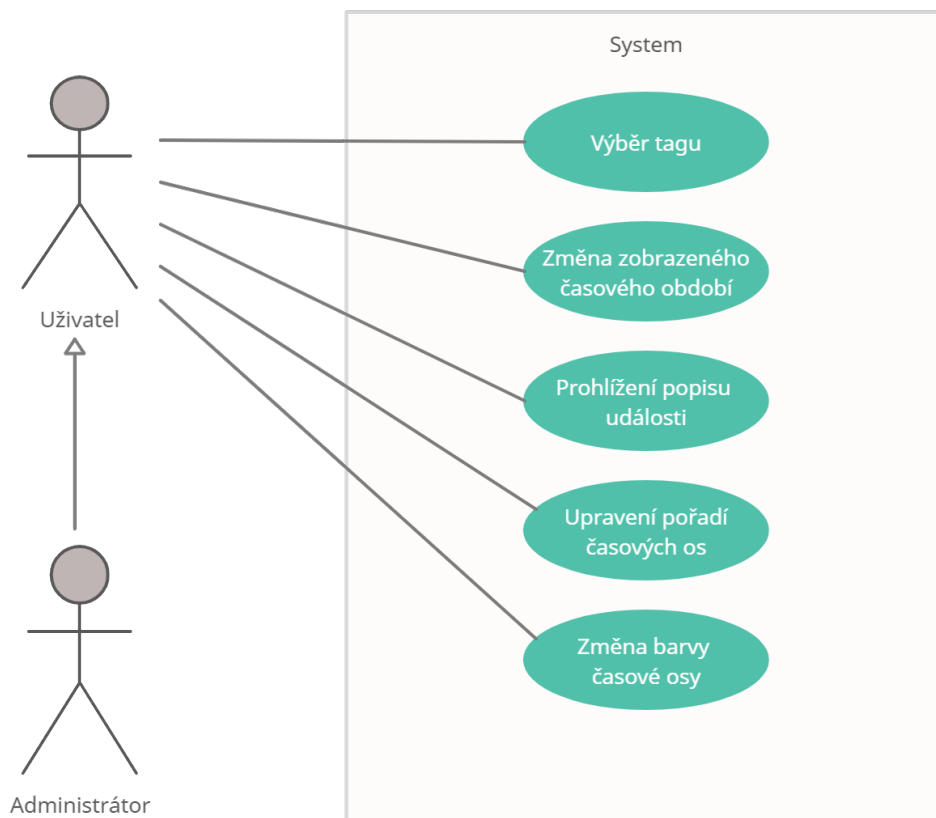 System
Výběr tagu
Změna zobrazeného
časového období
Prohlížení popisu
události
Uživatel
Upravení pořadí
časových os
Změna barvy
časové osy
Administrátor